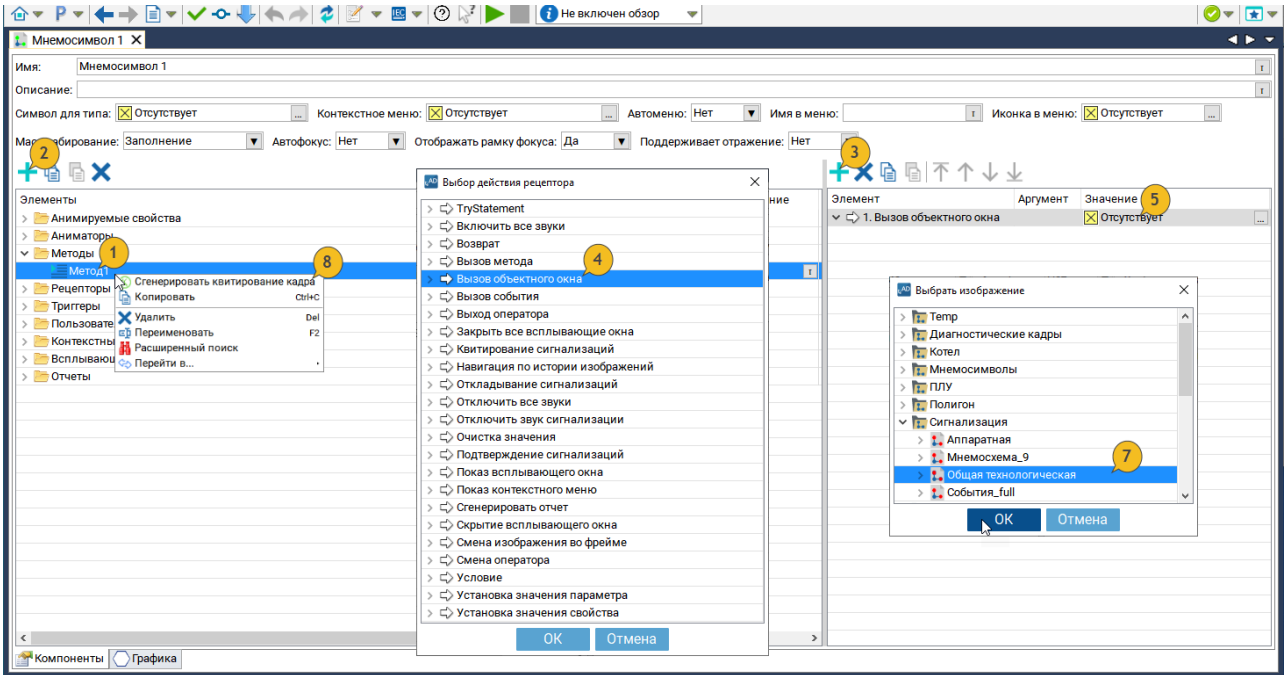 P
IEC
Не включен обзор
Мнемосимвол 1
Имя: Мнемосимвол 1
Описание:
Символ для типа: Отсутствует ... Контекстное меню: Отсутствует ... Автоменю: Нет Имя в меню: Иконка в меню: Отсутствует ...
Автофокус: Нет Отображать рамку фокуса: Да Поддерживает отражение: Нет
Заполнение
2
3
Элементы
Анимируемые свойства
Аниматоры
Методы
1
Метод1
Рецепторы
Триггеры
Контекстны
Отчеты
8
Сгенерировать квитирование кадра
Копировать Ctrl+C
Удалить Del
Переименовать F2
Расширенный поиск
Перейти в...
Выбор действия рецептора
TryStatement
Включить все звуки
Возврат
Вызов метода
4
Вызов объектного окна
Вызов события
Выход оператора
Закрыть все всплывающие окна
Квитирование сигнализаций
Навигация по истории изображений
Откладывание сигнализаций
Отключить все звуки
Отключить звук сигнализации
Очистка значения
Подтверждение сигнализаций
Показ всплывающего окна
Показ контекстного меню
Сгенерировать отчет
Скрытие всплывающего окна
Смена изображения во фрейме
Смена оператора
Условие
Установка значения параметра
Установка значения свойства
ОК Отмена
ние
Элемент Аргумент Значение
5
1. Вызов объектного окна Отсутствует ...
Выбрать изображение
Temp
Диагностические кадры
Котел
Мнемосимволы
ПЛУ
Полигон
Сигнализация
Аппаратная
Мнемосхема_9
7
Общая технологическая
События_full
ОК Отмена
Компоненты Графика